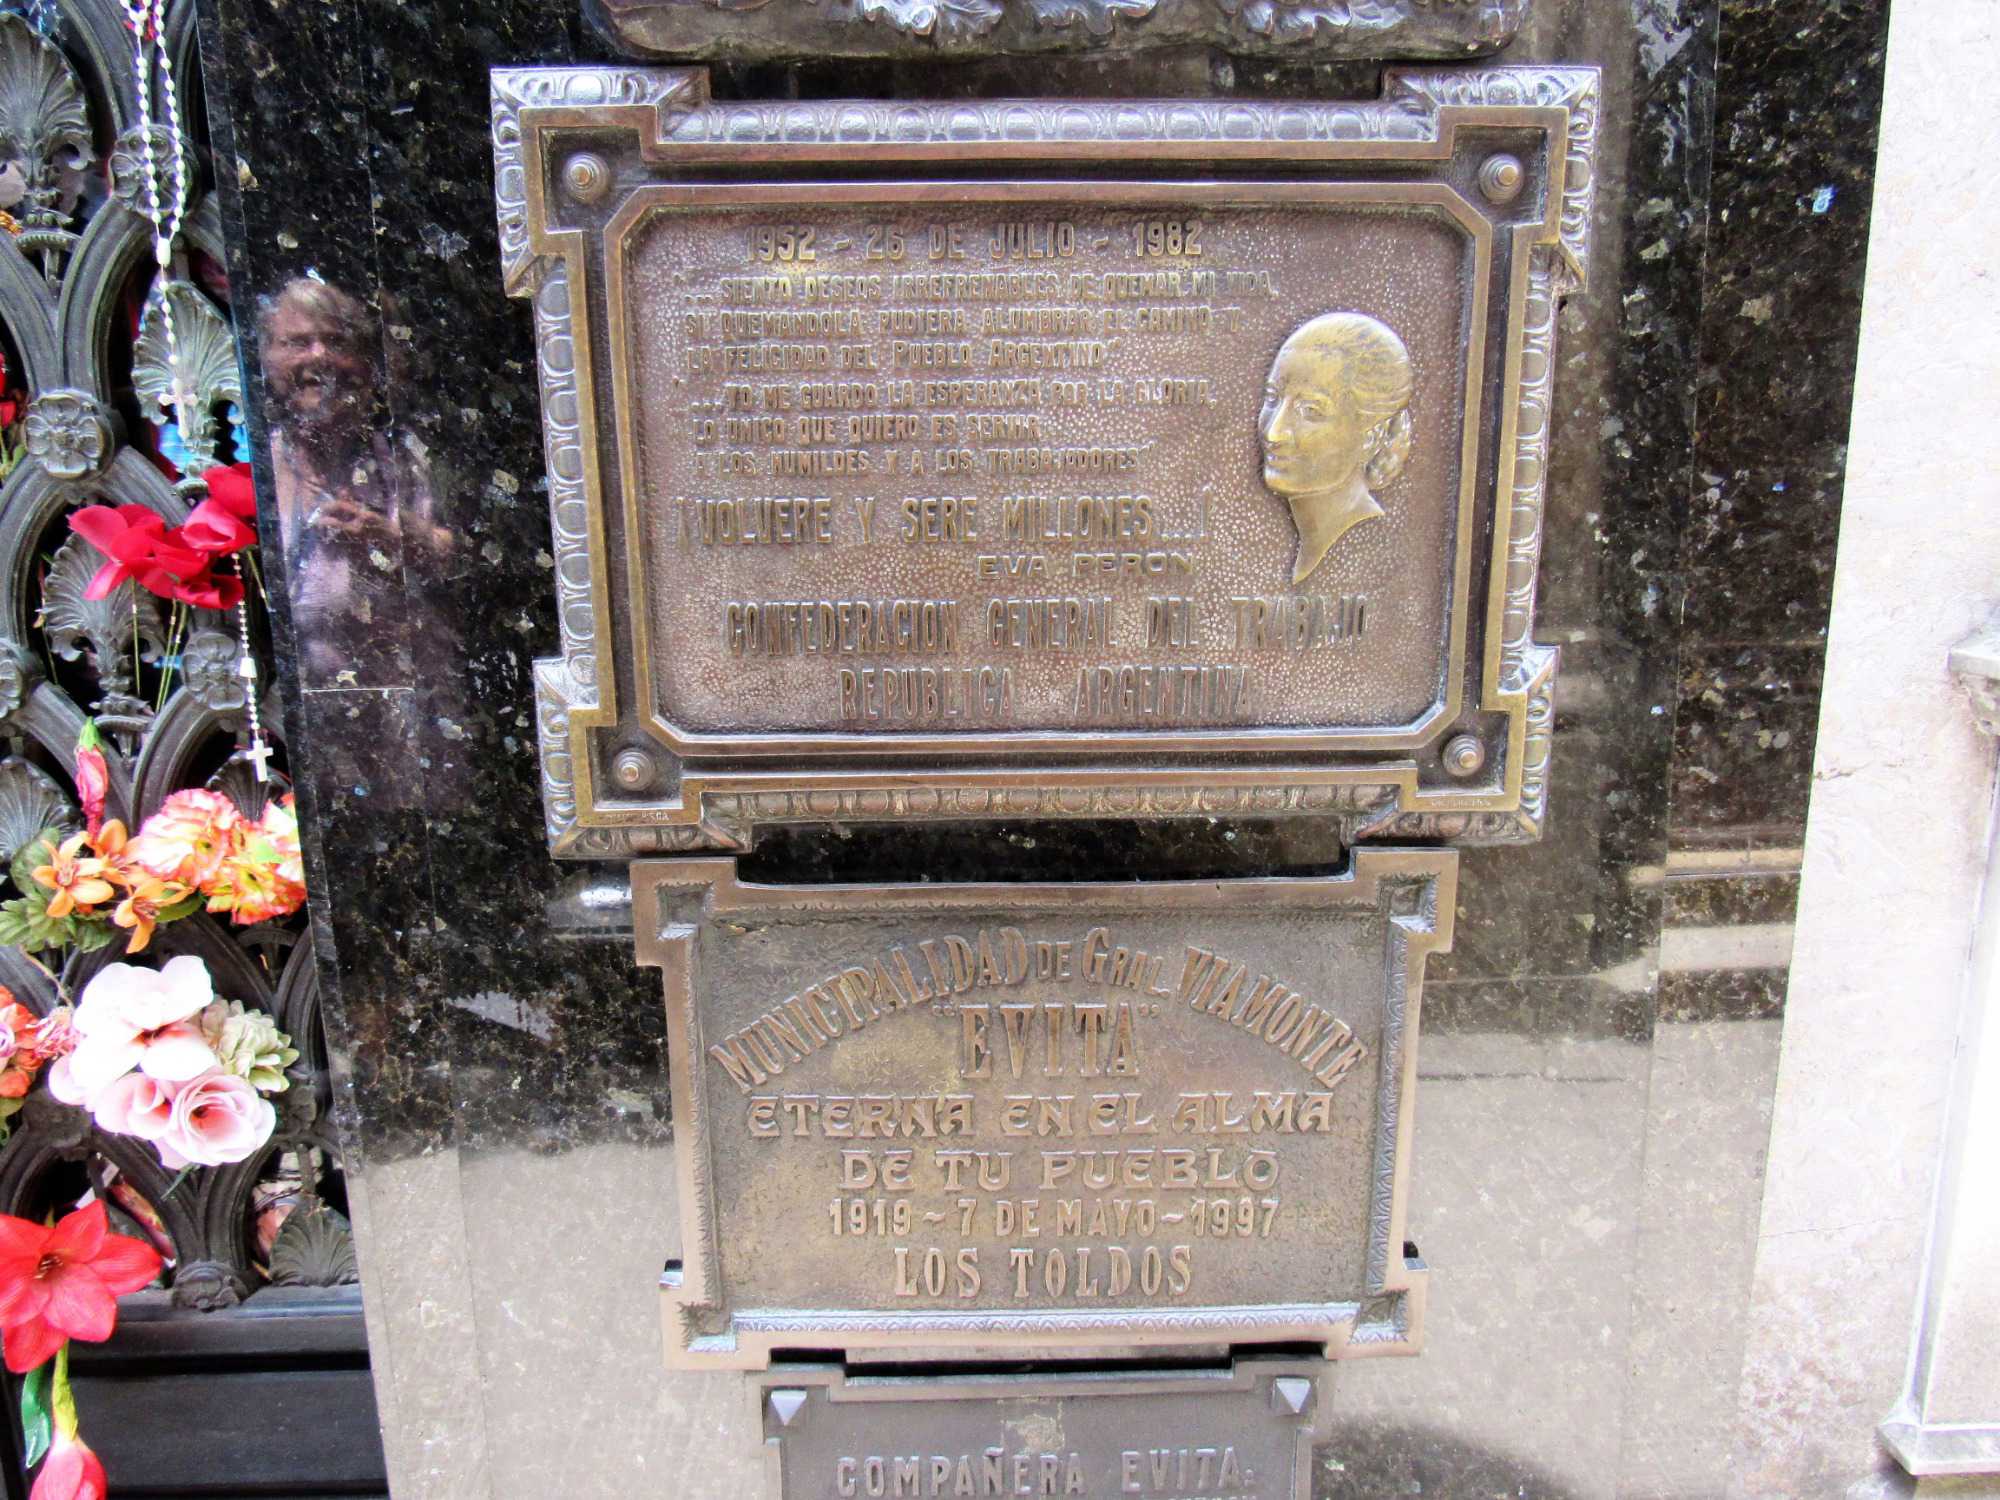 1952 - 26 DE JULIO - 1982
"... SIENTO DESEOS IRREFRENABLES DE QUEMAR MI VIDA,
SI QUEMANDOLA PUDIERA ALUMBRAR EL CAMINO Y
LA FELICIDAD DEL PUEBLO ARGENTINO"
"... YO ME GUARDO LA ESPERANZA POR LA GLORIA,
LO UNICO QUE QUIERO ES SERVIR
A LOS HUMILDES Y A LOS TRABAJADORES"
¡VOLVERE Y SERE MILLONES...!
EVA PERON
CONFEDERACION GENERAL DEL TRABAJO
REPUBLICA ARGENTINA
MUNICIPALIDAD DE GRAL. VIAMONTE
"EVITA"
ETERNA EN EL ALMA
DE TU PUEBLO
1919 - 7 DE MAYO - 1997
LOS TOLDOS
COMPAÑERA EVITA: